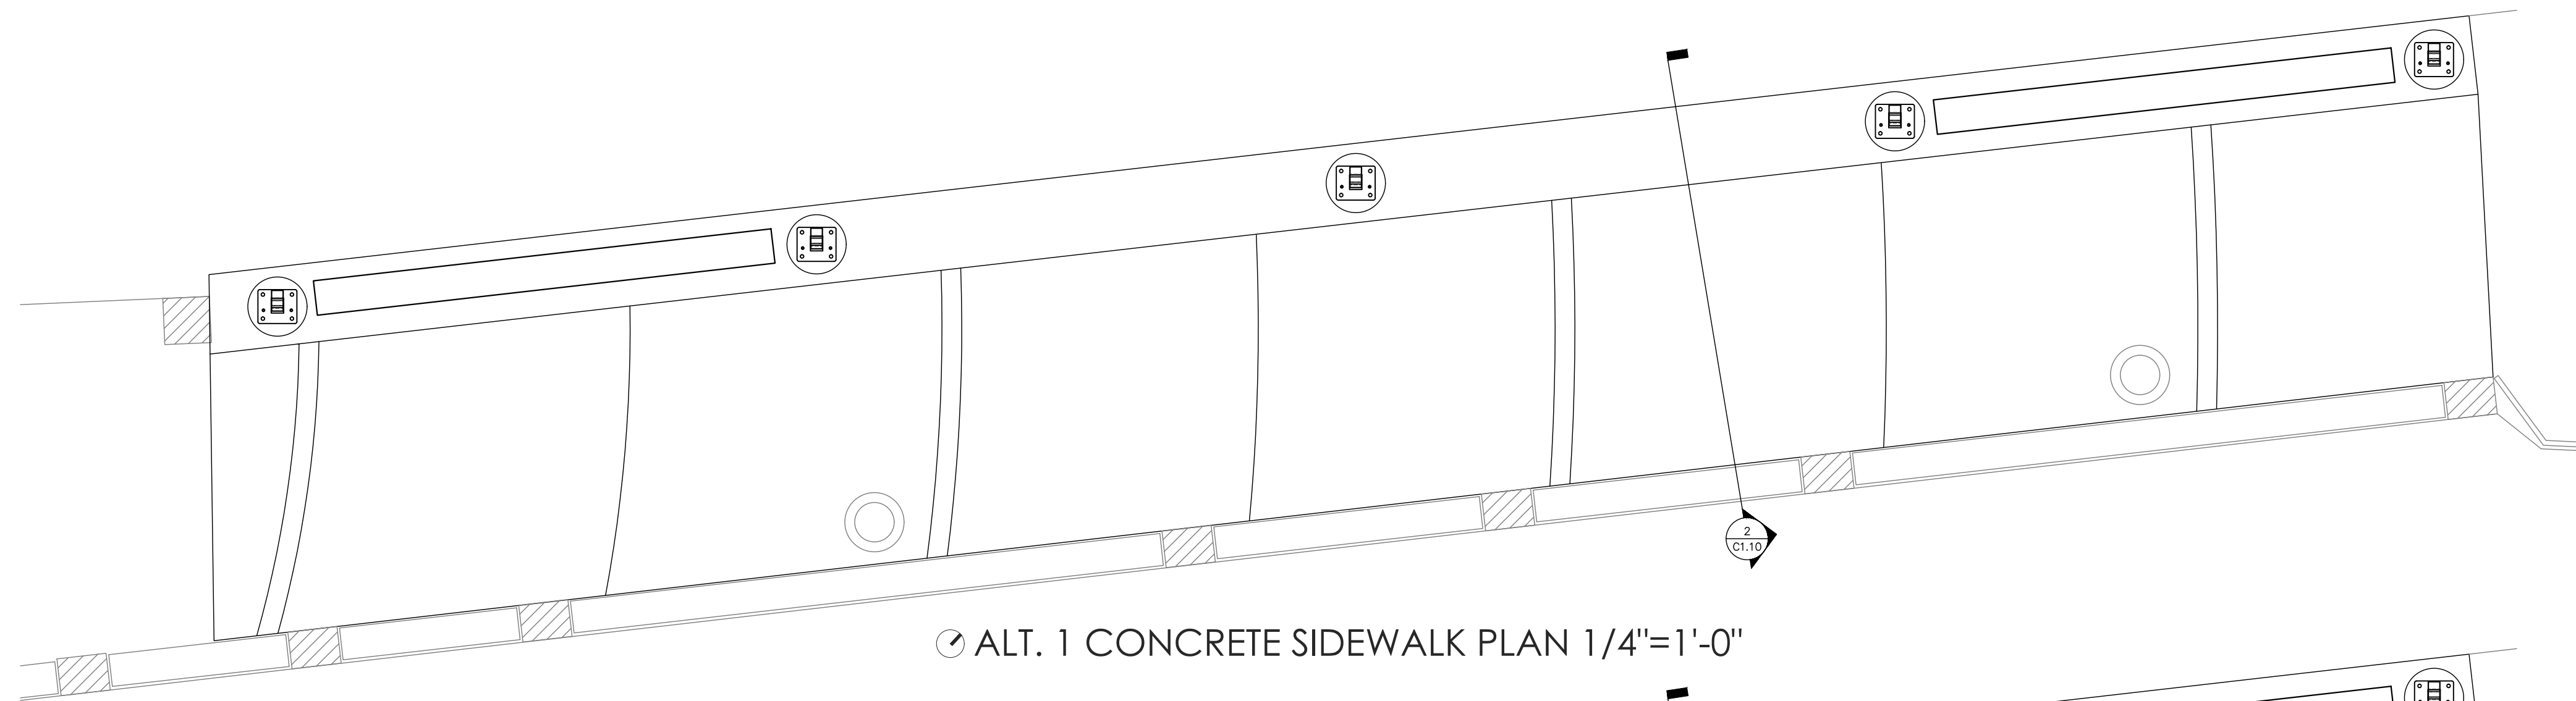 2
C1.10
ALT. 1 CONCRETE SIDEWALK PLAN 1/4"=1'-0"